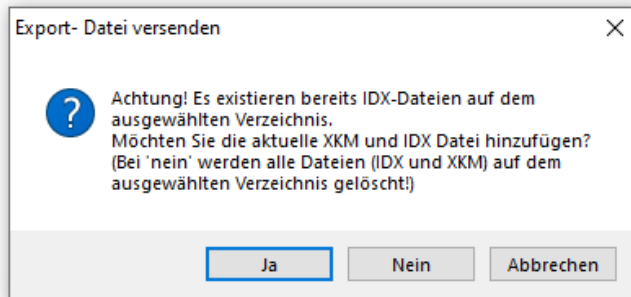 Export- Datei versenden
Achtung! Es existieren bereits IDX-Dateien auf dem
ausgewählten Verzeichnis.
Möchten Sie die aktuelle XKM und IDX Datei hinzufügen?
(Bei 'nein' werden alle Dateien (IDX und XKM) auf dem
ausgewählten Verzeichnis gelöscht!)
Ja
Nein
Abbrechen